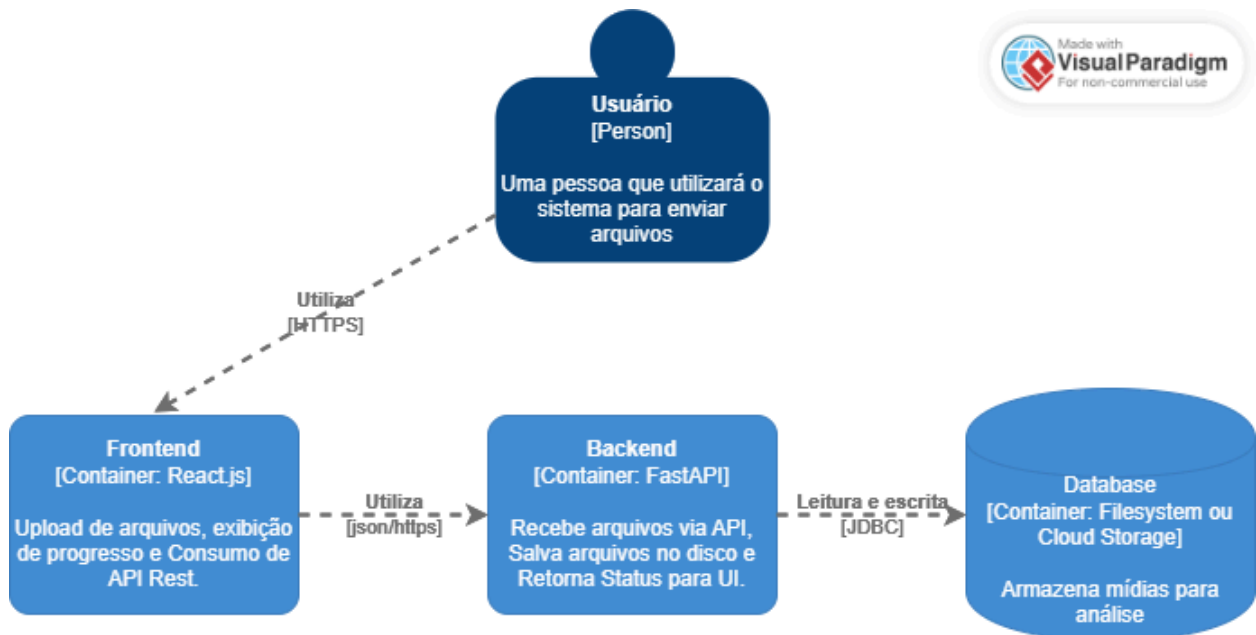 Made with
Visual Paradigm
For non-commercial use
Usuário
[Person]
Uma pessoa que utilizará o
sistema para enviar
arquivos
Utiliza
[HTTPS]
Frontend
[Container: React.js]
Upload de arquivos, exibição
de progresso e Consumo de
API Rest.
Utiliza
[json/https]
Backend
[Container: FastAPI]
Recebe arquivos via API,
Salva arquivos no disco e
Retorna Status para UI.
Leitura e escrita
[JDBC]
Database
[Container: Filesystem ou
Cloud Storage]
Armazena mídias para
análise